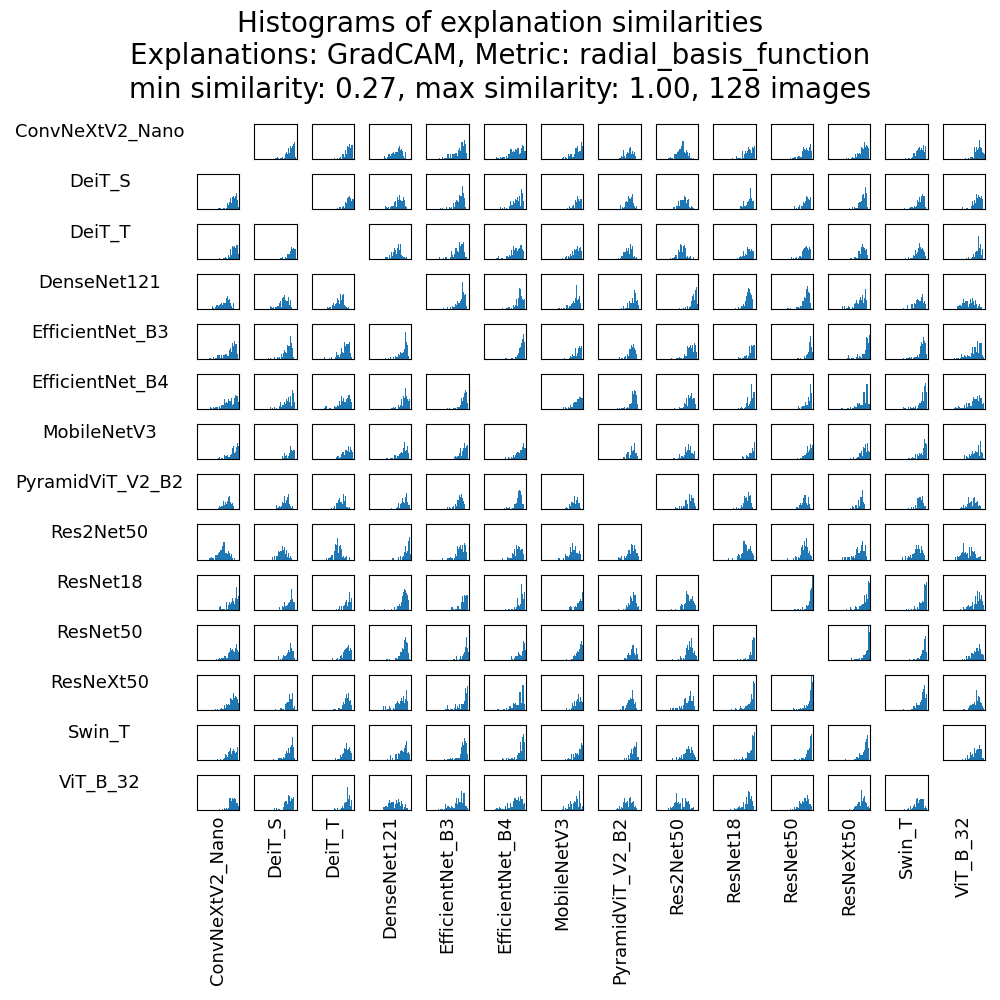 Histograms of explanation similarities
Explanations: GradCAM, Metric: radial_basis_function
min similarity: 0.27, max similarity: 1.00, 128 images
ConvNeXtV2_Nano
DeiT_S
DeiT_T
DenseNet121
EfficientNet_B3
EfficientNet_B4
MobileNetV3
PyramidViT_V2_B2
Res2Net50
ResNet18
ResNet50
ResNeXt50
Swin_T
ViT_B_32
ConvNeXtV2_Nano
DeiT_S
DeiT_T
DenseNet121
EfficientNet_B3
EfficientNet_B4
MobileNetV3
PyramidViT_V2_B2
Res2Net50
ResNet18
ResNet50
ResNeXt50
Swin_T
ViT_B_32